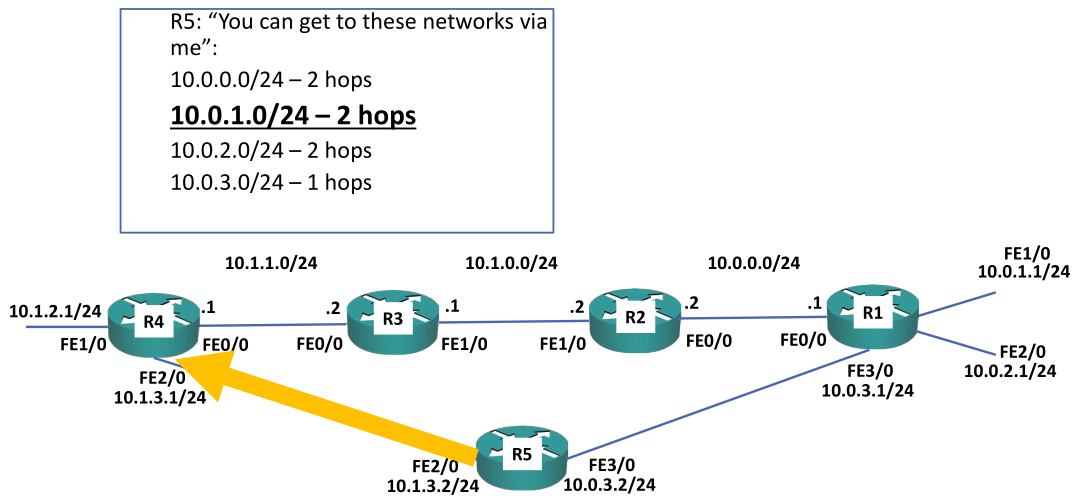 R5: “You can get to these networks via
me”:
10.0.0.0/24 – 2 hops
10.0.1.0/24 – 2 hops
10.0.2.0/24 – 2 hops
10.0.3.0/24 – 1 hops
10.1.1.0/24
10.1.0.0/24
10.0.0.0/24
FE1/0
10.0.1.1/24
10.1.2.1/24
R4
.1
.2
R3
.1
.2
R2
.2
.1
R1
FE1/0
FE0/0
FE0/0
FE1/0
FE1/0
FE0/0
FE0/0
FE2/0
10.0.2.1/24
FE2/0
10.1.3.1/24
FE3/0
10.0.3.1/24
R5
FE2/0
10.1.3.2/24
FE3/0
10.0.3.2/24